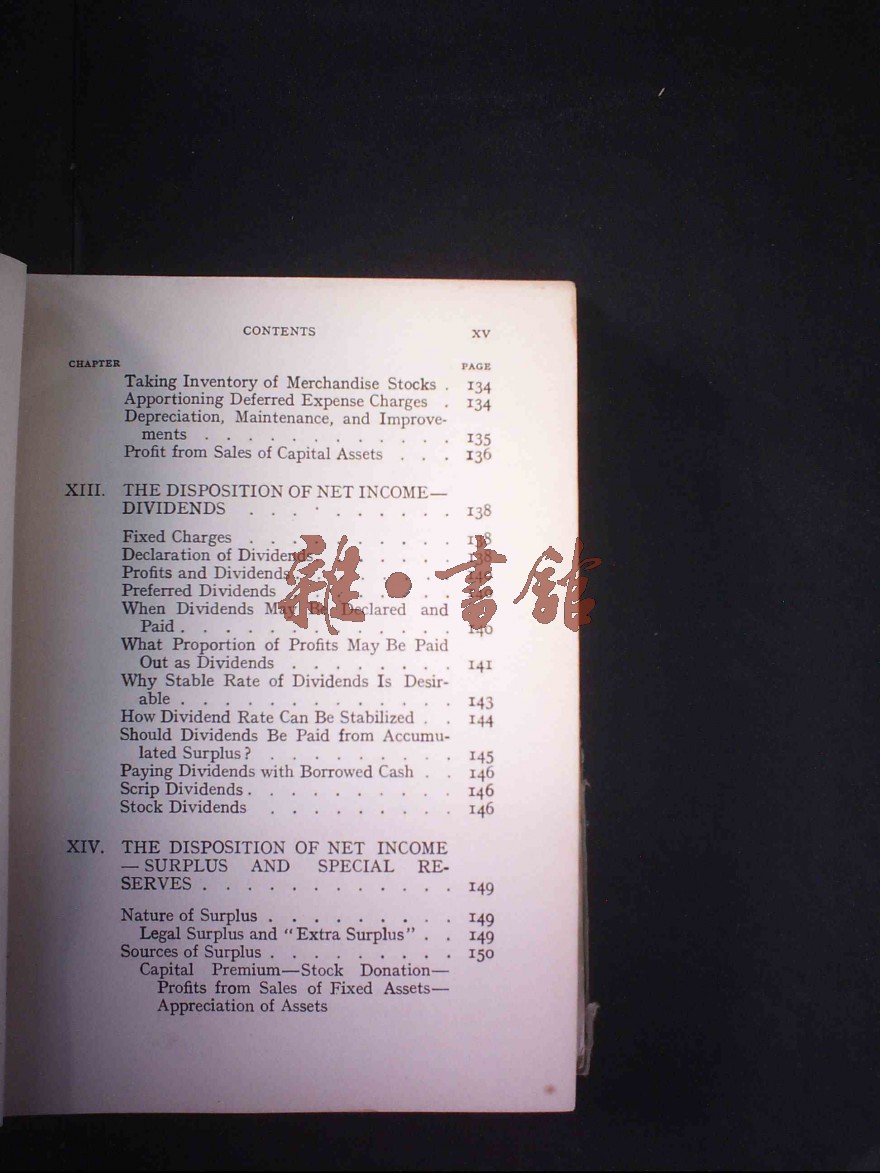 CONTENTS XV
CHAPTER PAGE
Taking Inventory of Merchandise Stocks . 134
Apportioning Deferred Expense Charges . 134
Depreciation, Maintenance, and Improve-
ments . . . . . . . . . . . . 135
Profit from Sales of Capital Assets . . . 136
XIII. THE DISPOSITION OF NET INCOME—
DIVIDENDS . . . . . . . . . . 138
Fixed Charges . . . . . . . . . . . 138
Declaration of Dividends . . . . . . 138
Profits and Dividends . . . . . . . 140
Preferred Dividends . . . . . . . . 140
When Dividends May Be Declared and
Paid . . . . . . . . . . . . . 140
What Proportion of Profits May Be Paid
Out as Dividends . . . . . . . . 141
Why Stable Rate of Dividends Is Desir-
able . . . . . . . . . . . . . 143
How Dividend Rate Can Be Stabilized . . 144
Should Dividends Be Paid from Accumu-
lated Surplus? . . . . . . . . . 145
Paying Dividends with Borrowed Cash . . 146
Scrip Dividends . . . . . . . . . . 146
Stock Dividends . . . . . . . . . 146
XIV. THE DISPOSITION OF NET INCOME
— SURPLUS AND SPECIAL RE-
SERVES . . . . . . . . . . . . 149
Nature of Surplus . . . . . . . . . 149
Legal Surplus and "Extra Surplus" . . 149
Sources of Surplus . . . . . . . . . 150
Capital Premium—Stock Donation—
Profits from Sales of Fixed Assets—
Appreciation of Assets
雜·書館